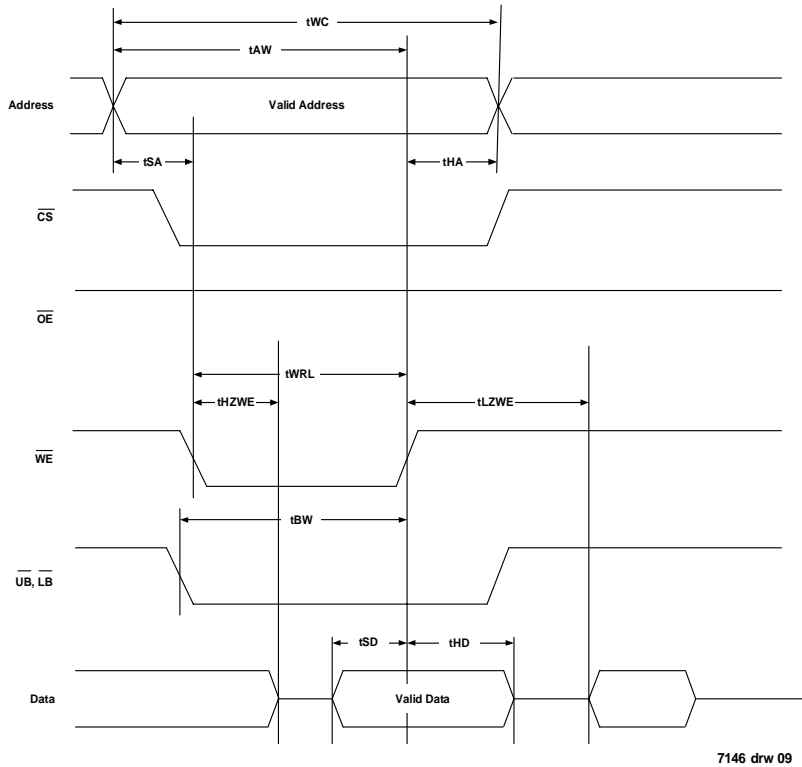 tWC
tAW
Address
Valid Address
tSA
tHA
CS
OE
tWRL
tHZWE
tLZWE
WE
tBW
UB, LB
tSD
tHD
Data
Valid Data
7146 drw 09